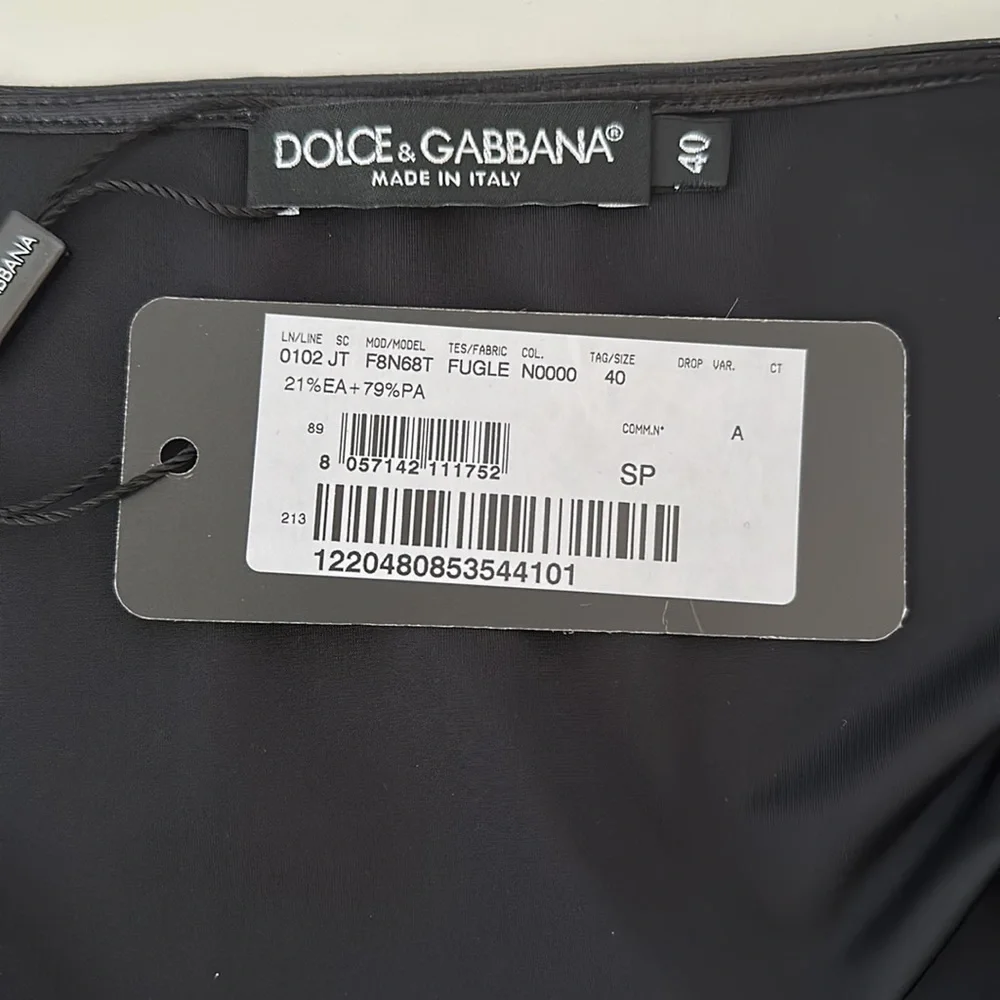 DOLCE & GABBANA®
MADE IN ITALY
40
BBANA
LN/LINE SC MOD/MODEL TES/FABRIC COL. TAG/SIZE DROP VAR. CT
0102 JT F8N68T FUGLE N0000 40
21%EA+79%PA
89 COMM.N° A
8 057142 111752 SP
213
1220480853544101